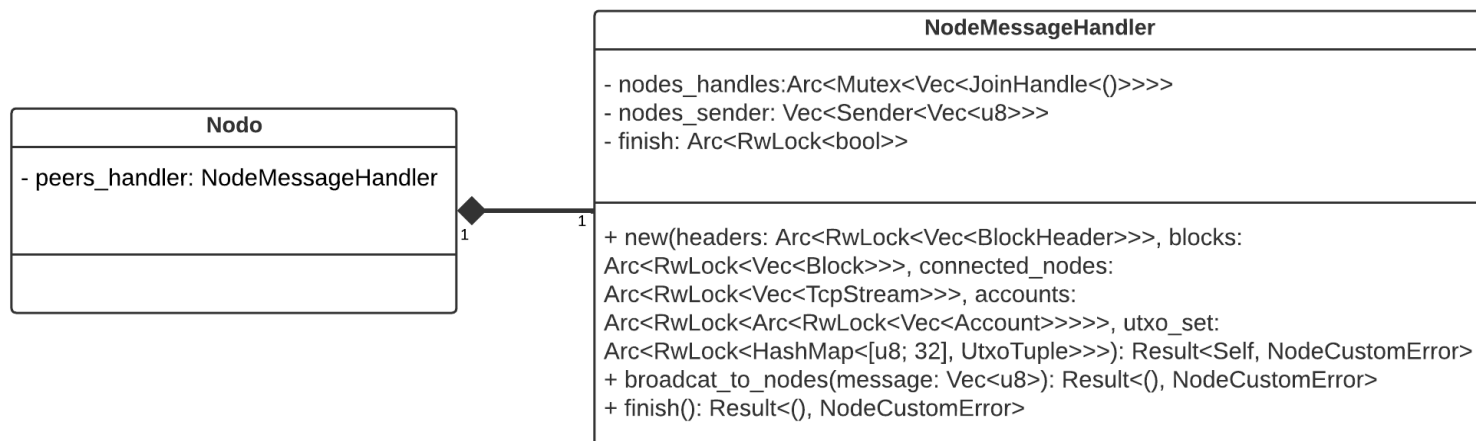 Nodo
- peers_handler: NodeMessageHandler
1
1
NodeMessageHandler
- nodes_handles:Arc<Mutex<Vec<JoinHandle<()>>>>
- nodes_sender: Vec<Sender<Vec<u8>>>
- finish: Arc<RwLock<bool>>
+ new(headers: Arc<RwLock<Vec<BlockHeader>>>, blocks:
Arc<RwLock<Vec<Block>>>, connected_nodes:
Arc<RwLock<Vec<TcpStream>>>, accounts:
Arc<RwLock<Arc<RwLock<Vec<Account>>>>>, utxo_set:
Arc<RwLock<HashMap<[u8; 32], UtxoTuple>>>): Result<Self, NodeCustomError>
+ broadcat_to_nodes(message: Vec<u8>): Result<(), NodeCustomError>
+ finish(): Result<(), NodeCustomError>